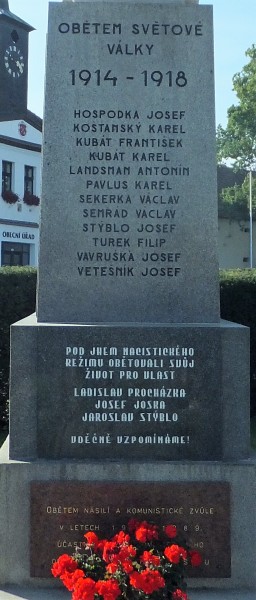 OBĚTEM SVĚTOVÉ
VÁLKY
1914 - 1918
HOSPODKA JOSEF
KOŠŤANSKÝ KAREL
KUBÁT FRANTIŠEK
KUBÁT KAREL
LANDSMAN ANTONÍN
PAVLUS KAREL
SEKERKA VÁCLAV
SEMRÁD VÁCLAV
STÝBLO JOSEF
TUREK FILIP
VAVRUŠKA JOSEF
VETEŠNÍK JOSEF
OBECNÍ ÚŘAD
POD JHEM NACISTICKÉHO
REŽIMU OBĚTOVALI SVŮJ
ŽIVOT PRO VLAST
LADISLAV PROCHÁZKA
JOSEF JOSKA
JAROSLAV STÝBLO
VDĚČNĚ VZPOMÍNÁME!
OBĚTEM NÁSILÍ A KOMUNISTICKÉ ZVŮLE
V LETECH